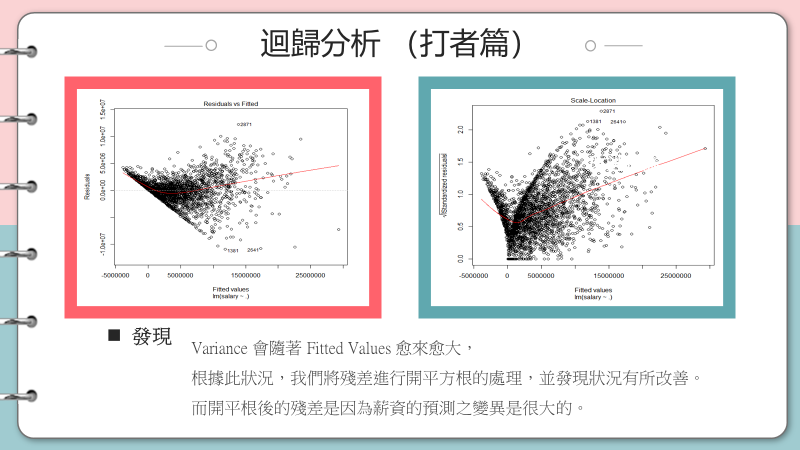 迴歸分析 （打者篇）
Residuals vs Fitted
Residuals
1.5e+07
1.0e+07
5.0e+06
0.0e+00
-1.0e+07
2871
1381
2641
-5000000 0 5000000 15000000 25000000
Fitted values
lm(salary ~ .)
Scale-Location
√|Standardized residuals|
2.0
1.5
1.0
0.5
0.0
2871
1381 2641
-5000000 0 5000000 15000000 25000000
Fitted values
lm(salary ~ .)
■ 發現
Variance 會隨著 Fitted Values 愈來愈大，
根據此狀況，我們將殘差進行開平方根的處理，並發現狀況有所改善。
而開平根後的殘差是因為薪資的預測之變異是很大的。